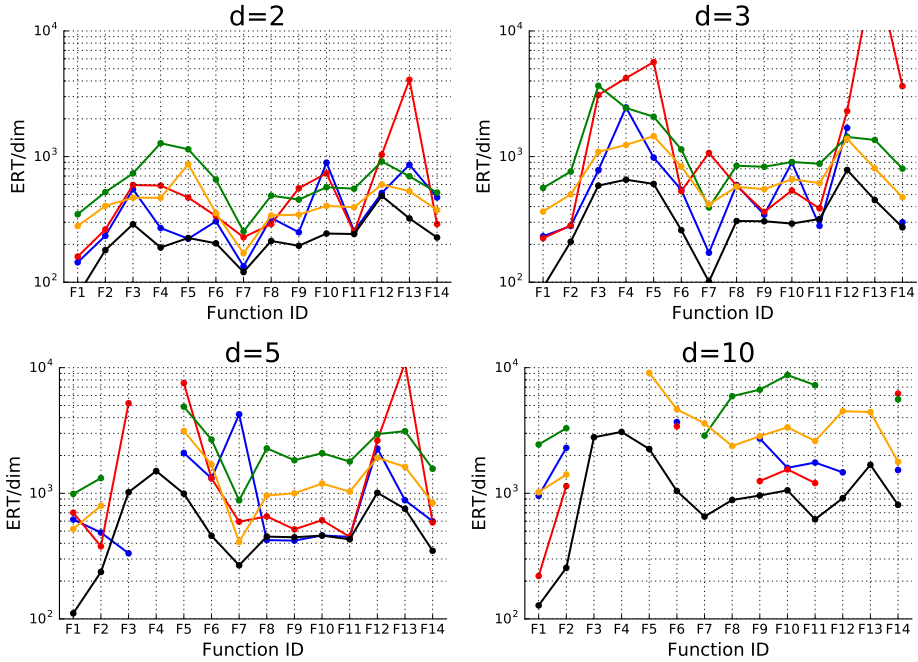 d=2
ERT/dim
10^4
10^3
10^2
F1 F2 F3 F4 F5 F6 F7 F8 F9 F10 F11 F12 F13 F14
Function ID
d=3
ERT/dim
10^4
10^3
10^2
F1 F2 F3 F4 F5 F6 F7 F8 F9 F10 F11 F12 F13 F14
Function ID
d=5
ERT/dim
10^4
10^3
10^2
F1 F2 F3 F4 F5 F6 F7 F8 F9 F10 F11 F12 F13 F14
Function ID
d=10
ERT/dim
10^4
10^3
10^2
F1 F2 F3 F4 F5 F6 F7 F8 F9 F10 F11 F12 F13 F14
Function ID